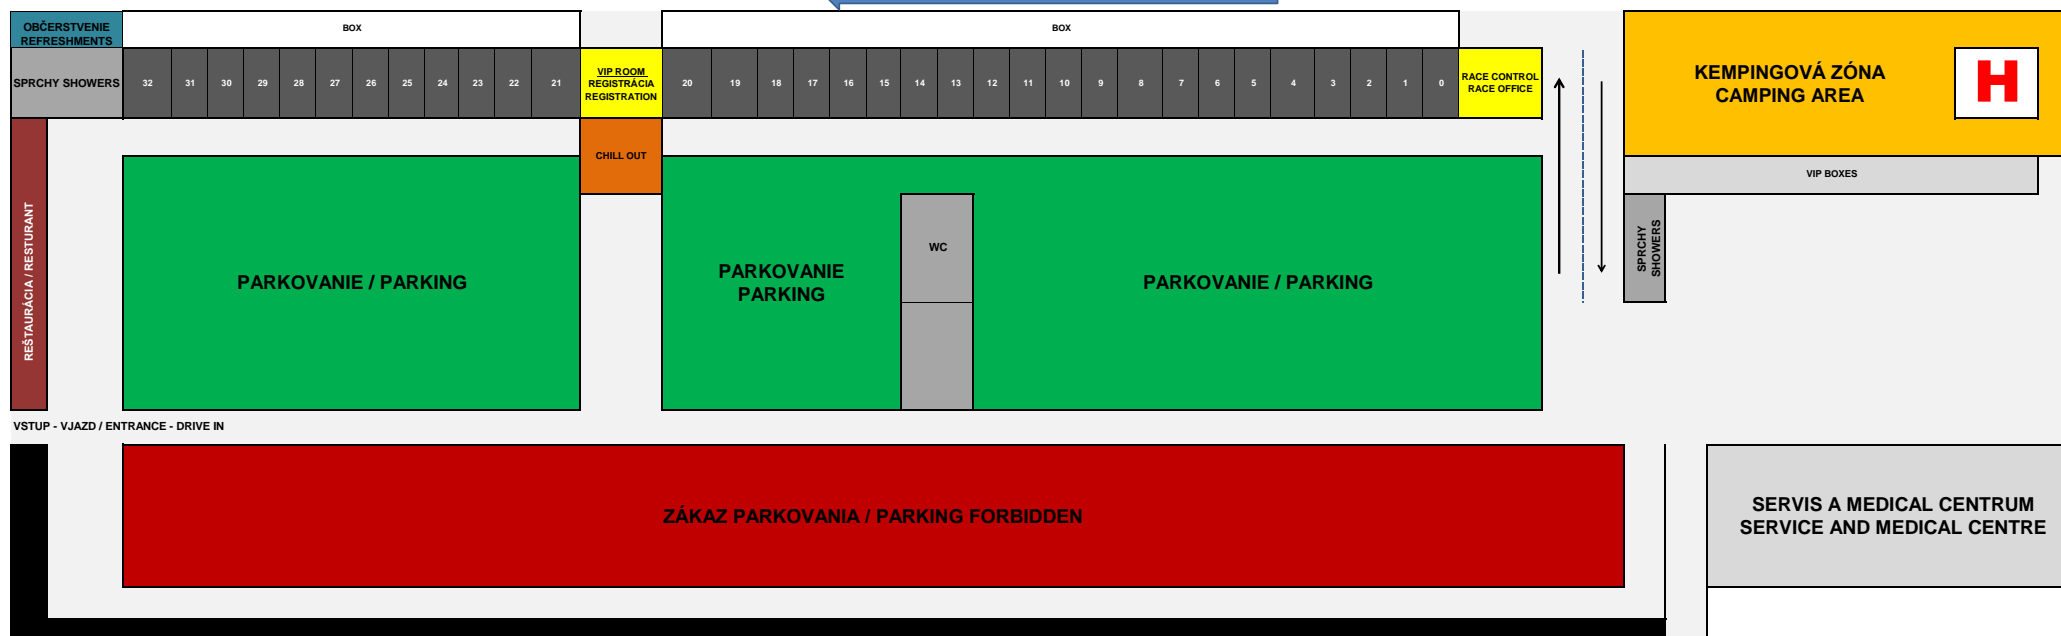 OBČERSTVENIE
REFRESHMENTS
BOX
BOX
SPRCHY SHOWERS
32 31 30 29 28 27 26 25 24 23 22 21
VIP ROOM
REGISTRÁCIA
REGISTRATION
20 19 18 17 16 15 14 13 12 11 10 9 8 7 6 5 4 3 2 1 0
RACE CONTROL
RACE OFFICE
KEMPINGOVÁ ZÓNA
CAMPING AREA
H
CHILL OUT
VIP BOXES
REŠTAURÁCIA / RESTURANT
PARKOVANIE / PARKING
PARKOVANIE
PARKING
WC
PARKOVANIE / PARKING
SPRCHY
SHOWERS
VSTUP - VJAZD / ENTRANCE - DRIVE IN
ZÁKAZ PARKOVANIA / PARKING FORBIDDEN
SERVIS A MEDICAL CENTRUM
SERVICE AND MEDICAL CENTRE